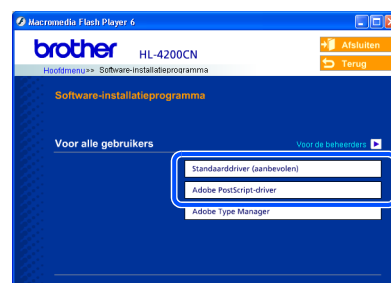 Macromedia Flash Player 6
brother HL-4200CN
Afsluiten
Hoofdmenu>> Software-installatieprogramma
Terug
Software-installatieprogramma
Voor alle gebruikers
Voor de beheerders
Standaarddriver (aanbevolen)
Adobe PostScript-driver
Adobe Type Manager